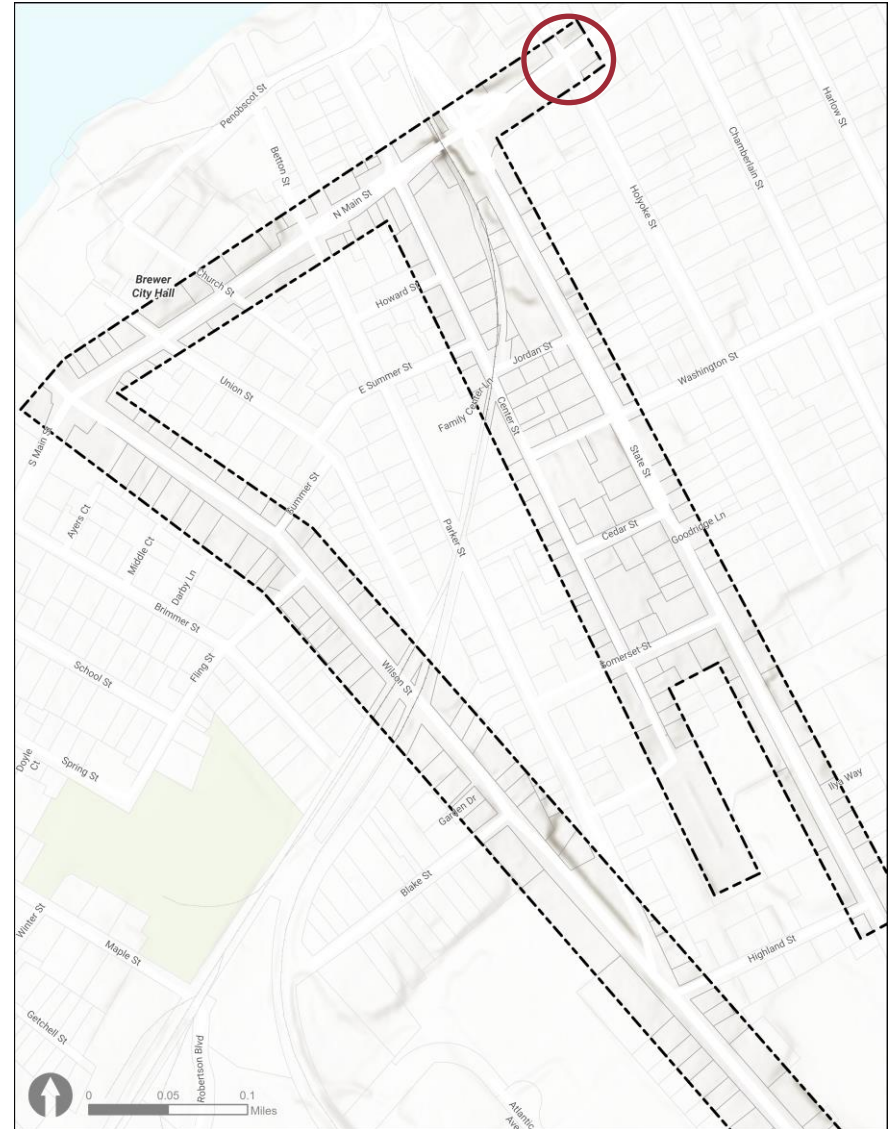 Penobscot St
Harlow St
Betton St
Chamberlain St
N Main St
Holyoke St
Brewer
City Hall
Church St
Howard St
Jordan St
Washington St
E Summer St
Union St
Family Center Ln
Center St
S Main St
State St
Summer St
Ayers Ct
Middle Ct
Parker St
Cedar St
Goodridge Ln
Darby Ln
Brimmer St
Fling St
Somerset St
Wilson St
School St
Doyle
Ct
Spring St
Ilya Way
Garden Dr
Blake St
Winter St
Maple St
Highland St
Getchell St
Robertson Blvd
Atlantic
Ave
0 0.05 0.1
Miles